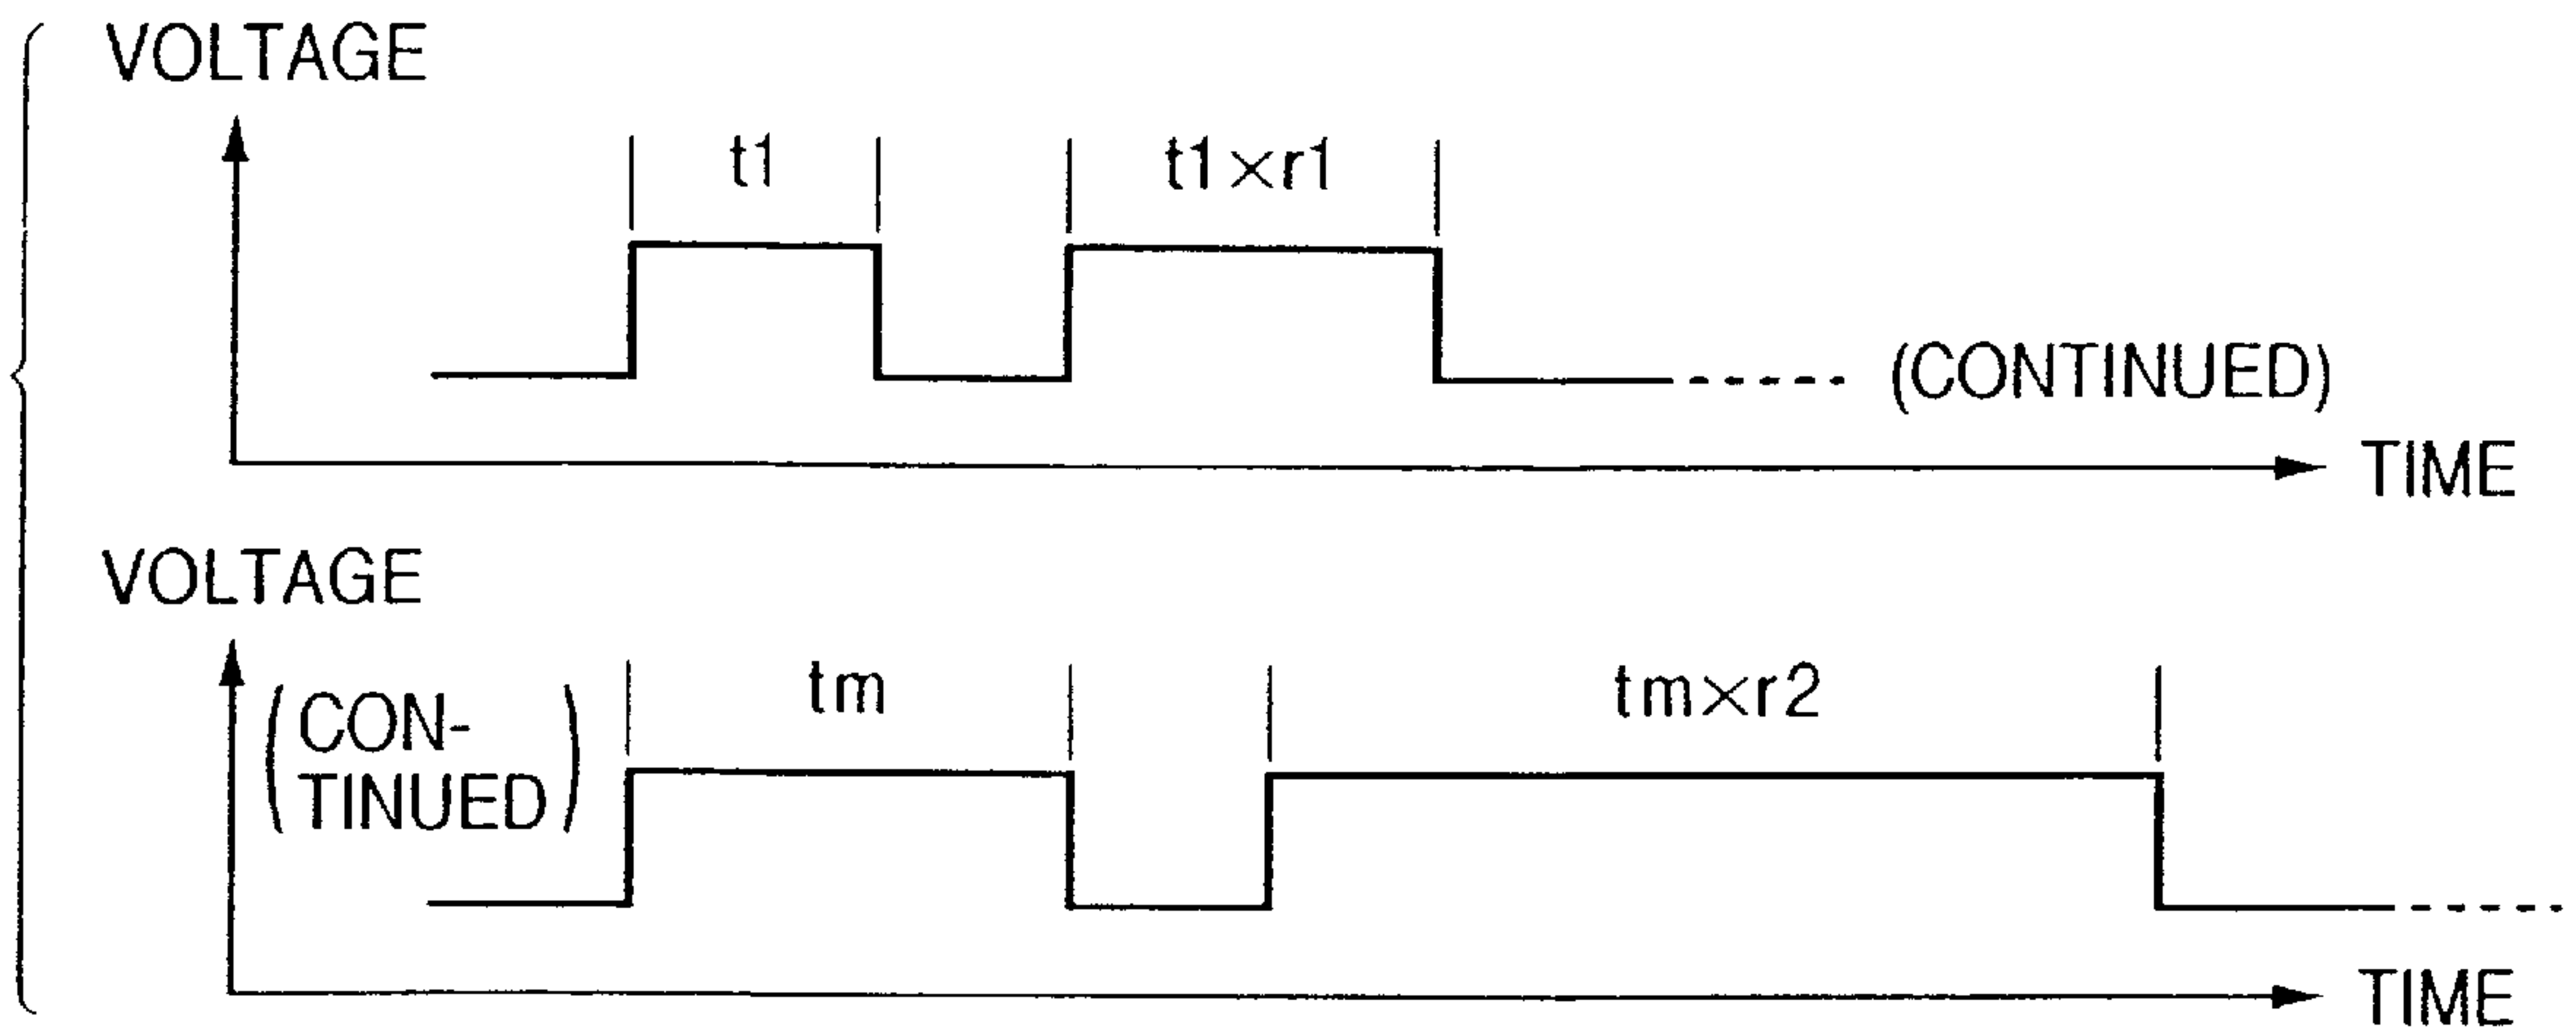 VOLTAGE
t1
t1×r1
(CONTINUED)
TIME
VOLTAGE
(CON-
TINUED)
tm
tm×r2
TIME